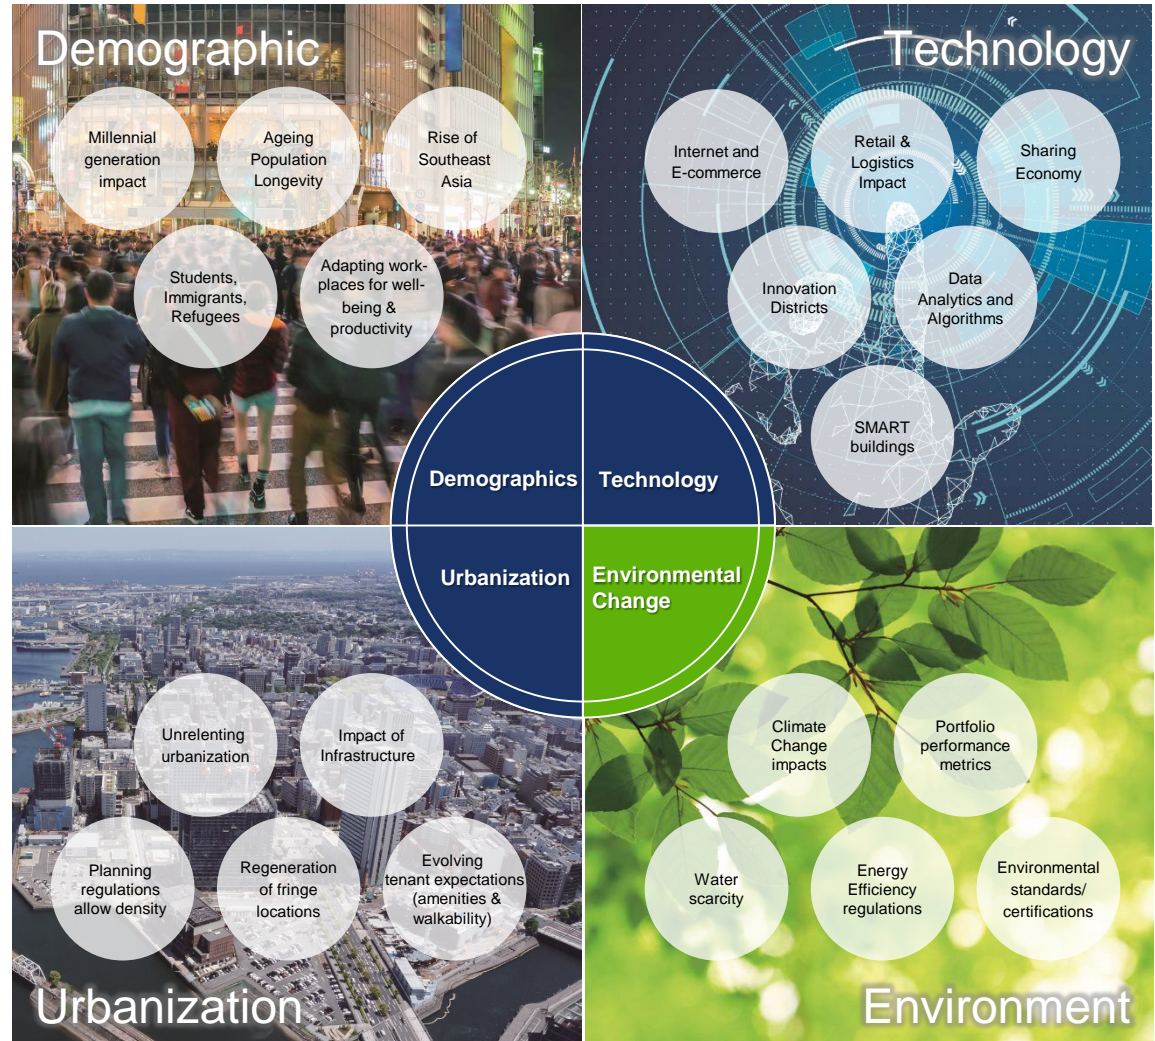 Demographic
Millennial
generation
impact
Ageing
Population
Longevity
Rise of
Southeast
Asia
Students,
Immigrants,
Refugees
Adapting work-
places for well-
being &
productivity
Technology
Internet and
E-commerce
Retail &
Logistics
Impact
Sharing
Economy
Innovation
Districts
Data
Analytics and
Algorithms
SMART
buildings
Demographics
Technology
Urbanization
Environmental
Change
Unrelenting
urbanization
Impact of
Infrastructure
Planning
regulations
allow density
Regeneration
of fringe
locations
Evolving
tenant expectations
(amenities &
walkability)
Urbanization
Climate
Change
impacts
Portfolio
performance
metrics
Water
scarcity
Energy
Efficiency
regulations
Environmental
standards/
certifications
Environment